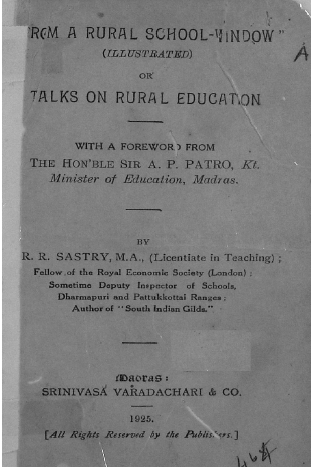 "FROM A RURAL SCHOOL-WINDOW"
(ILLUSTRATED)
OR
TALKS ON RURAL EDUCATION
WITH A FOREWORD FROM
THE HON'BLE SIR A. P. PATRO, Kt.
Minister of Education, Madras.
BY
R. R. SASTRY, M.A., (Licentiate in Teaching) ;
Fellow of the Royal Economic Society (London) ;
Sometime Deputy Inspector of Schools,
Dharmapuri and Pattukkottai Ranges ;
Author of "South Indian Gilds."
Madras :
SRINIVASA VARADACHARI & CO.
1925.
[All Rights Reserved by the Publishers.]